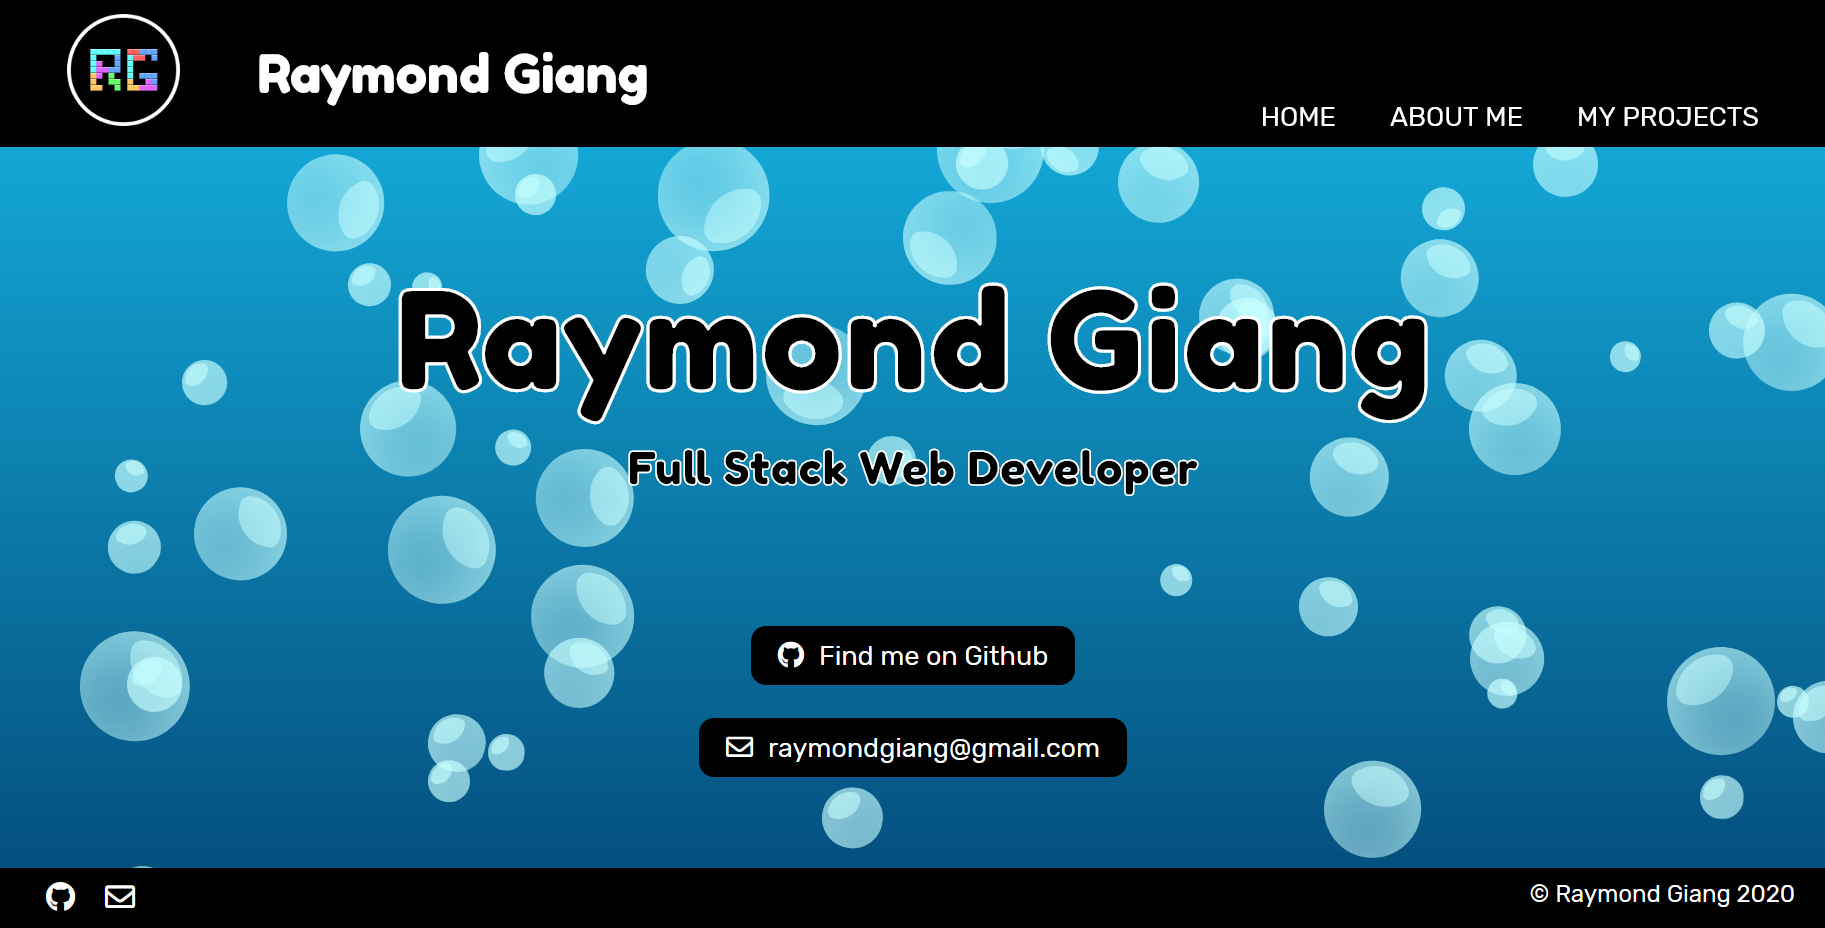 RG
Raymond Giang
HOME ABOUT ME MY PROJECTS
Raymond Giang
Full Stack Web Developer
Find me on Github
raymondgiang@gmail.com
© Raymond Giang 2020